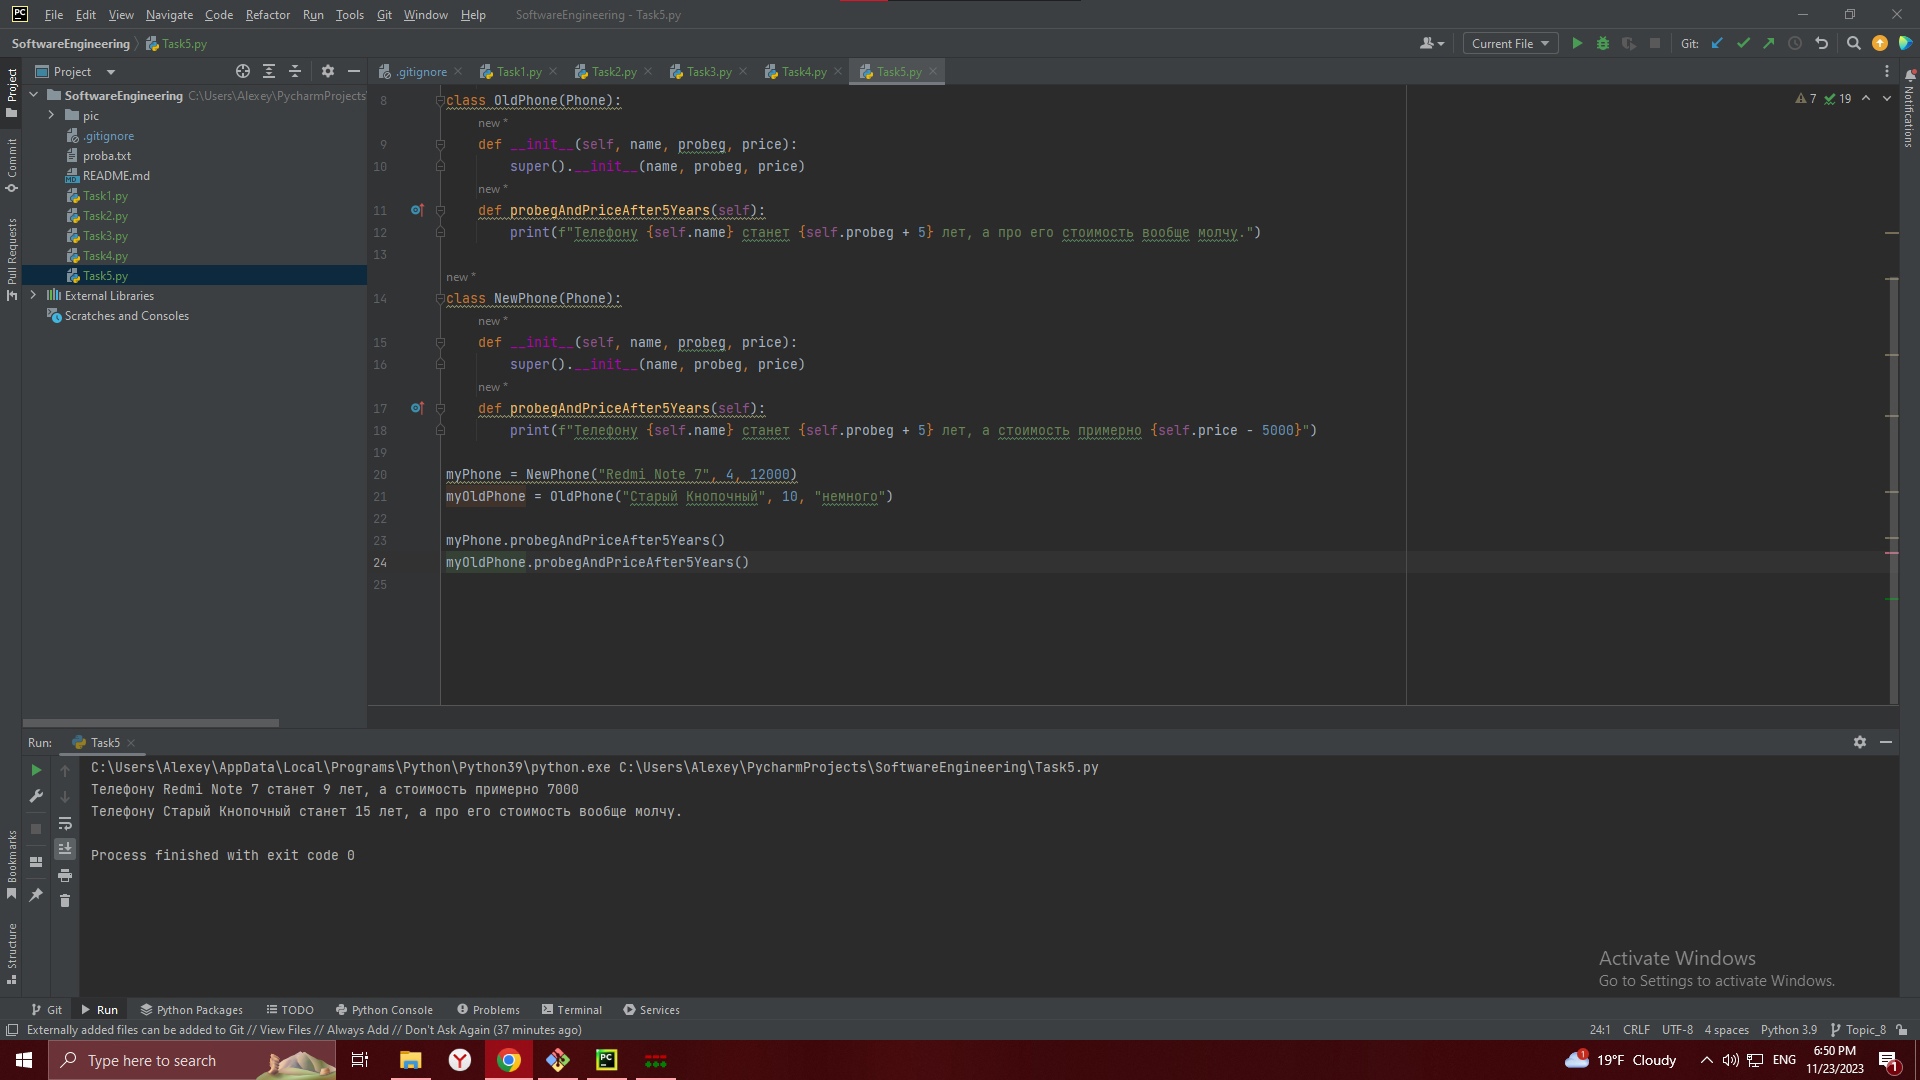 PC File Edit View Navigate Code Refactor Run Tools Git Window Help SoftwareEngineering - Task5.py
SoftwareEngineering Task5.py Current File Git:
Project
.gitignore Task1.py Task2.py Task3.py Task4.py Task5.py
SoftwareEngineering C:\Users\Alexey\PycharmProjects
pic
.gitignore
proba.txt
README.md
Task1.py
Task2.py
Task3.py
Task4.py
Task5.py
External Libraries
Scratches and Consoles
Project
Commit
Pull Requests
Bookmarks
Structure
Notifications
7 19
8 class OldPhone(Phone):
new *
9 def __init__(self, name, probeg, price):
10 super().__init__(name, probeg, price)
new *
11 def probegAndPriceAfter5Years(self):
12 print(f"Телефону {self.name} станет {self.probeg + 5} лет, а про его стоимость вообще молчу.")
13
new *
14 class NewPhone(Phone):
new *
15 def __init__(self, name, probeg, price):
16 super().__init__(name, probeg, price)
new *
17 def probegAndPriceAfter5Years(self):
18 print(f"Телефону {self.name} станет {self.probeg + 5} лет, а стоимость примерно {self.price - 5000}")
19
20 myPhone = NewPhone("Redmi Note 7", 4, 12000)
21 myOldPhone = OldPhone("Старый Кнопочный", 10, "немного")
22
23 myPhone.probegAndPriceAfter5Years()
24 myOldPhone.probegAndPriceAfter5Years()
25
Run: Task5
C:\Users\Alexey\AppData\Local\Programs\Python\Python39\python.exe C:\Users\Alexey\PycharmProjects\SoftwareEngineering\Task5.py
Телефону Redmi Note 7 станет 9 лет, а стоимость примерно 7000
Телефону Старый Кнопочный станет 15 лет, а про его стоимость вообще молчу.
Process finished with exit code 0
Activate Windows
Go to Settings to activate Windows.
Git Run Python Packages TODO Python Console Problems Terminal Services
Externally added files can be added to Git // View Files // Always Add // Don't Ask Again (37 minutes ago) 24:1 CRLF UTF-8 4 spaces Python 3.9 Topic_8
Type here to search PC 1 19°F Cloudy ENG 6:50 PM 1
11/23/2023